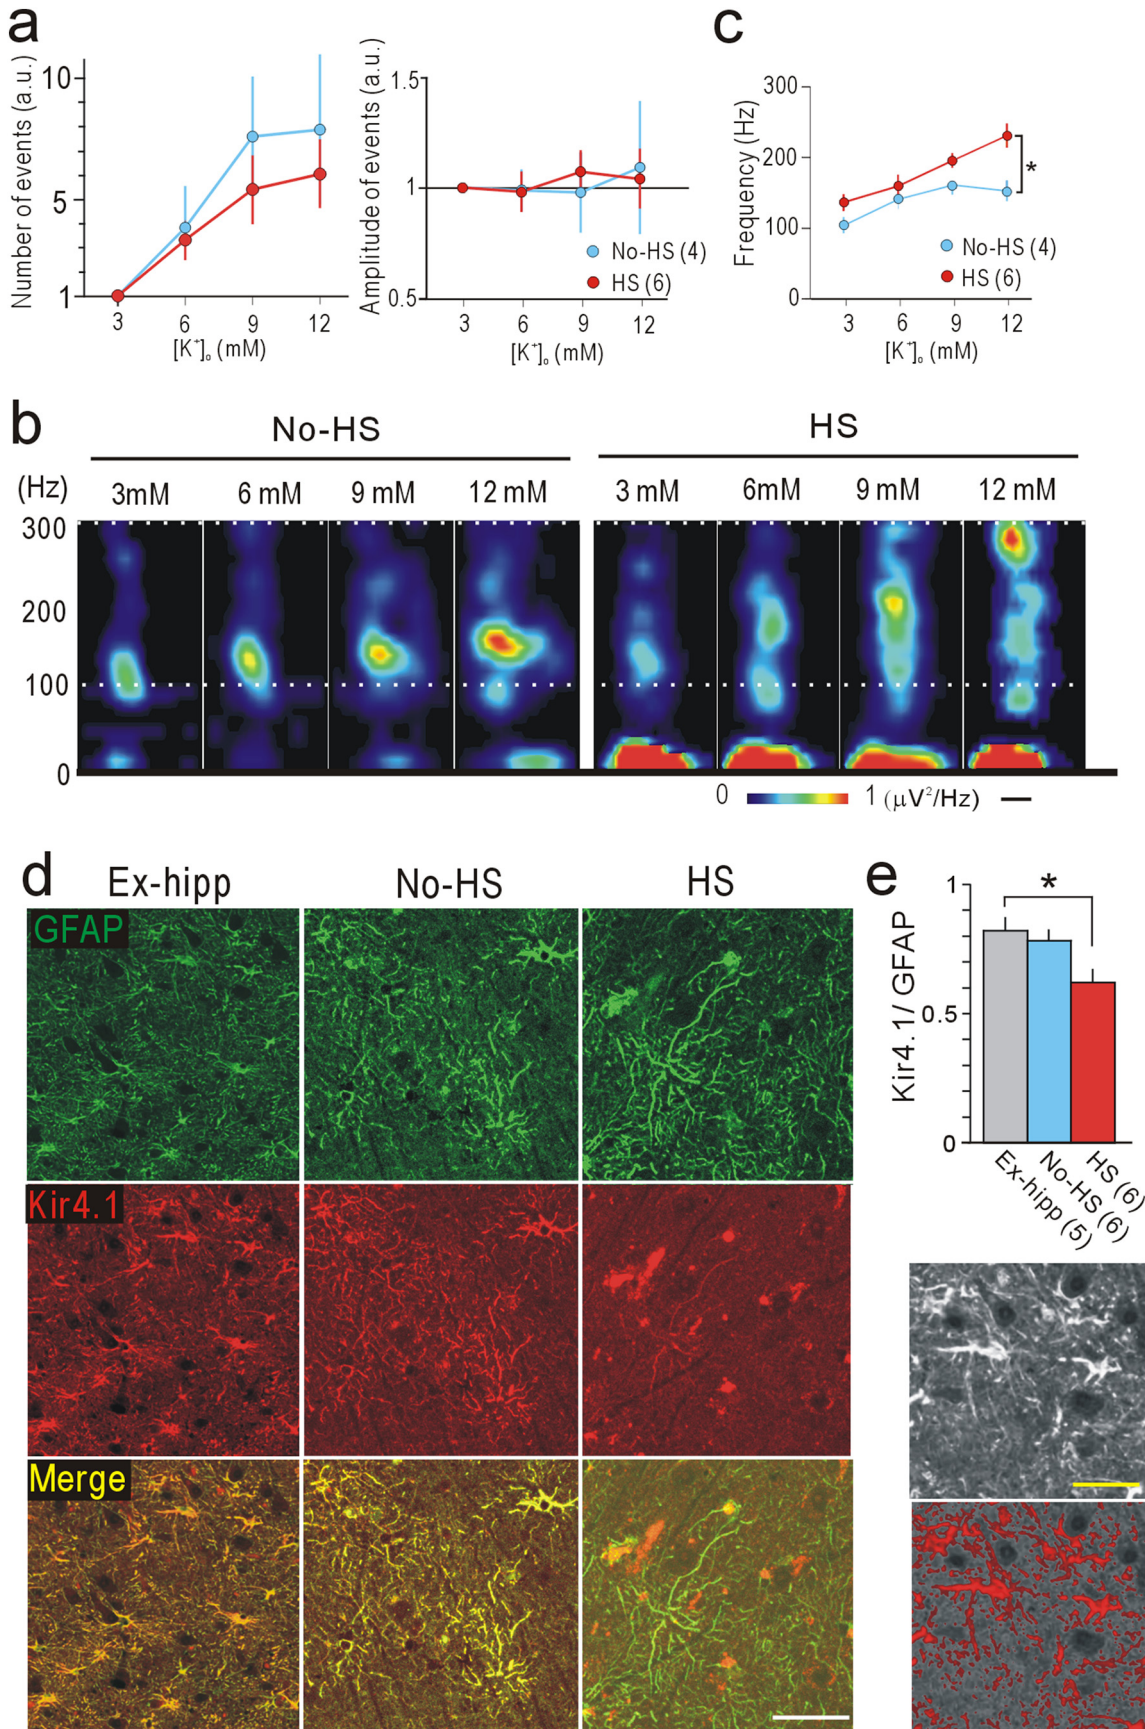 a
Number of events (a.u.)
10
5
1
3 6 9 12
[K⁺]ₒ (mM)
Amplitude of events (a.u.)
1.5
1
0.5
No-HS (4)
HS (6)
3 6 9 12
[K⁺]ₒ (mM)
c
Frequency (Hz)
300
200
100
0
*
No-HS (4)
HS (6)
3 6 9 12
[K⁺]ₒ (mM)
b
No-HS
HS
(Hz)
3mM 6 mM 9 mM 12 mM
3 mM 6mM 9 mM 12 mM
300
200
100
0
0 1 (μV²/Hz)
d
Ex-hipp No-HS HS
GFAP
Kir4.1
Merge
e
Kir4.1/ GFAP
1
0.5
0
*
Ex-hipp (5)
No-HS (6)
HS (6)